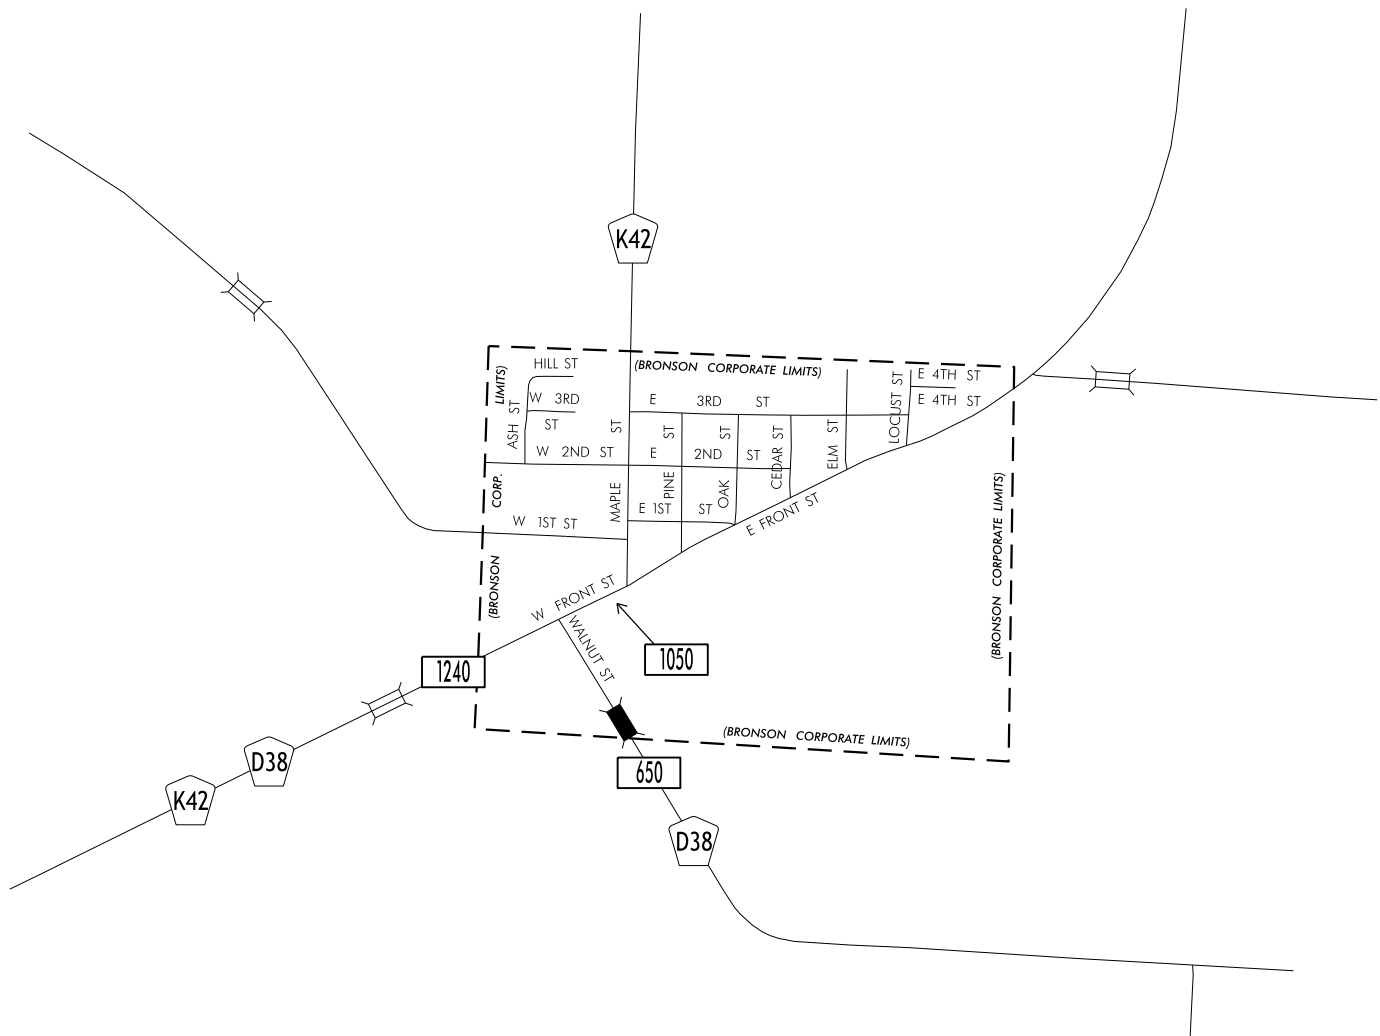 K42
HILL ST
(BRONSON CORPORATE LIMITS)
LIMITS)
E 4TH ST
W 3RD
E 3RD ST
E 4TH ST
ASH ST
ST
LOCUST ST
W 2ND ST
MAPLE ST
E 2ND ST
PINE ST
OAK ST
CEDAR ST
ELM ST
CORP.
E 1ST ST
W 1ST ST
E FRONT ST
(BRONSON
(BRONSON CORPORATE LIMITS)
W FRONT ST
WALNUT ST
1050
1240
(BRONSON CORPORATE LIMITS)
D38
650
K42
D38